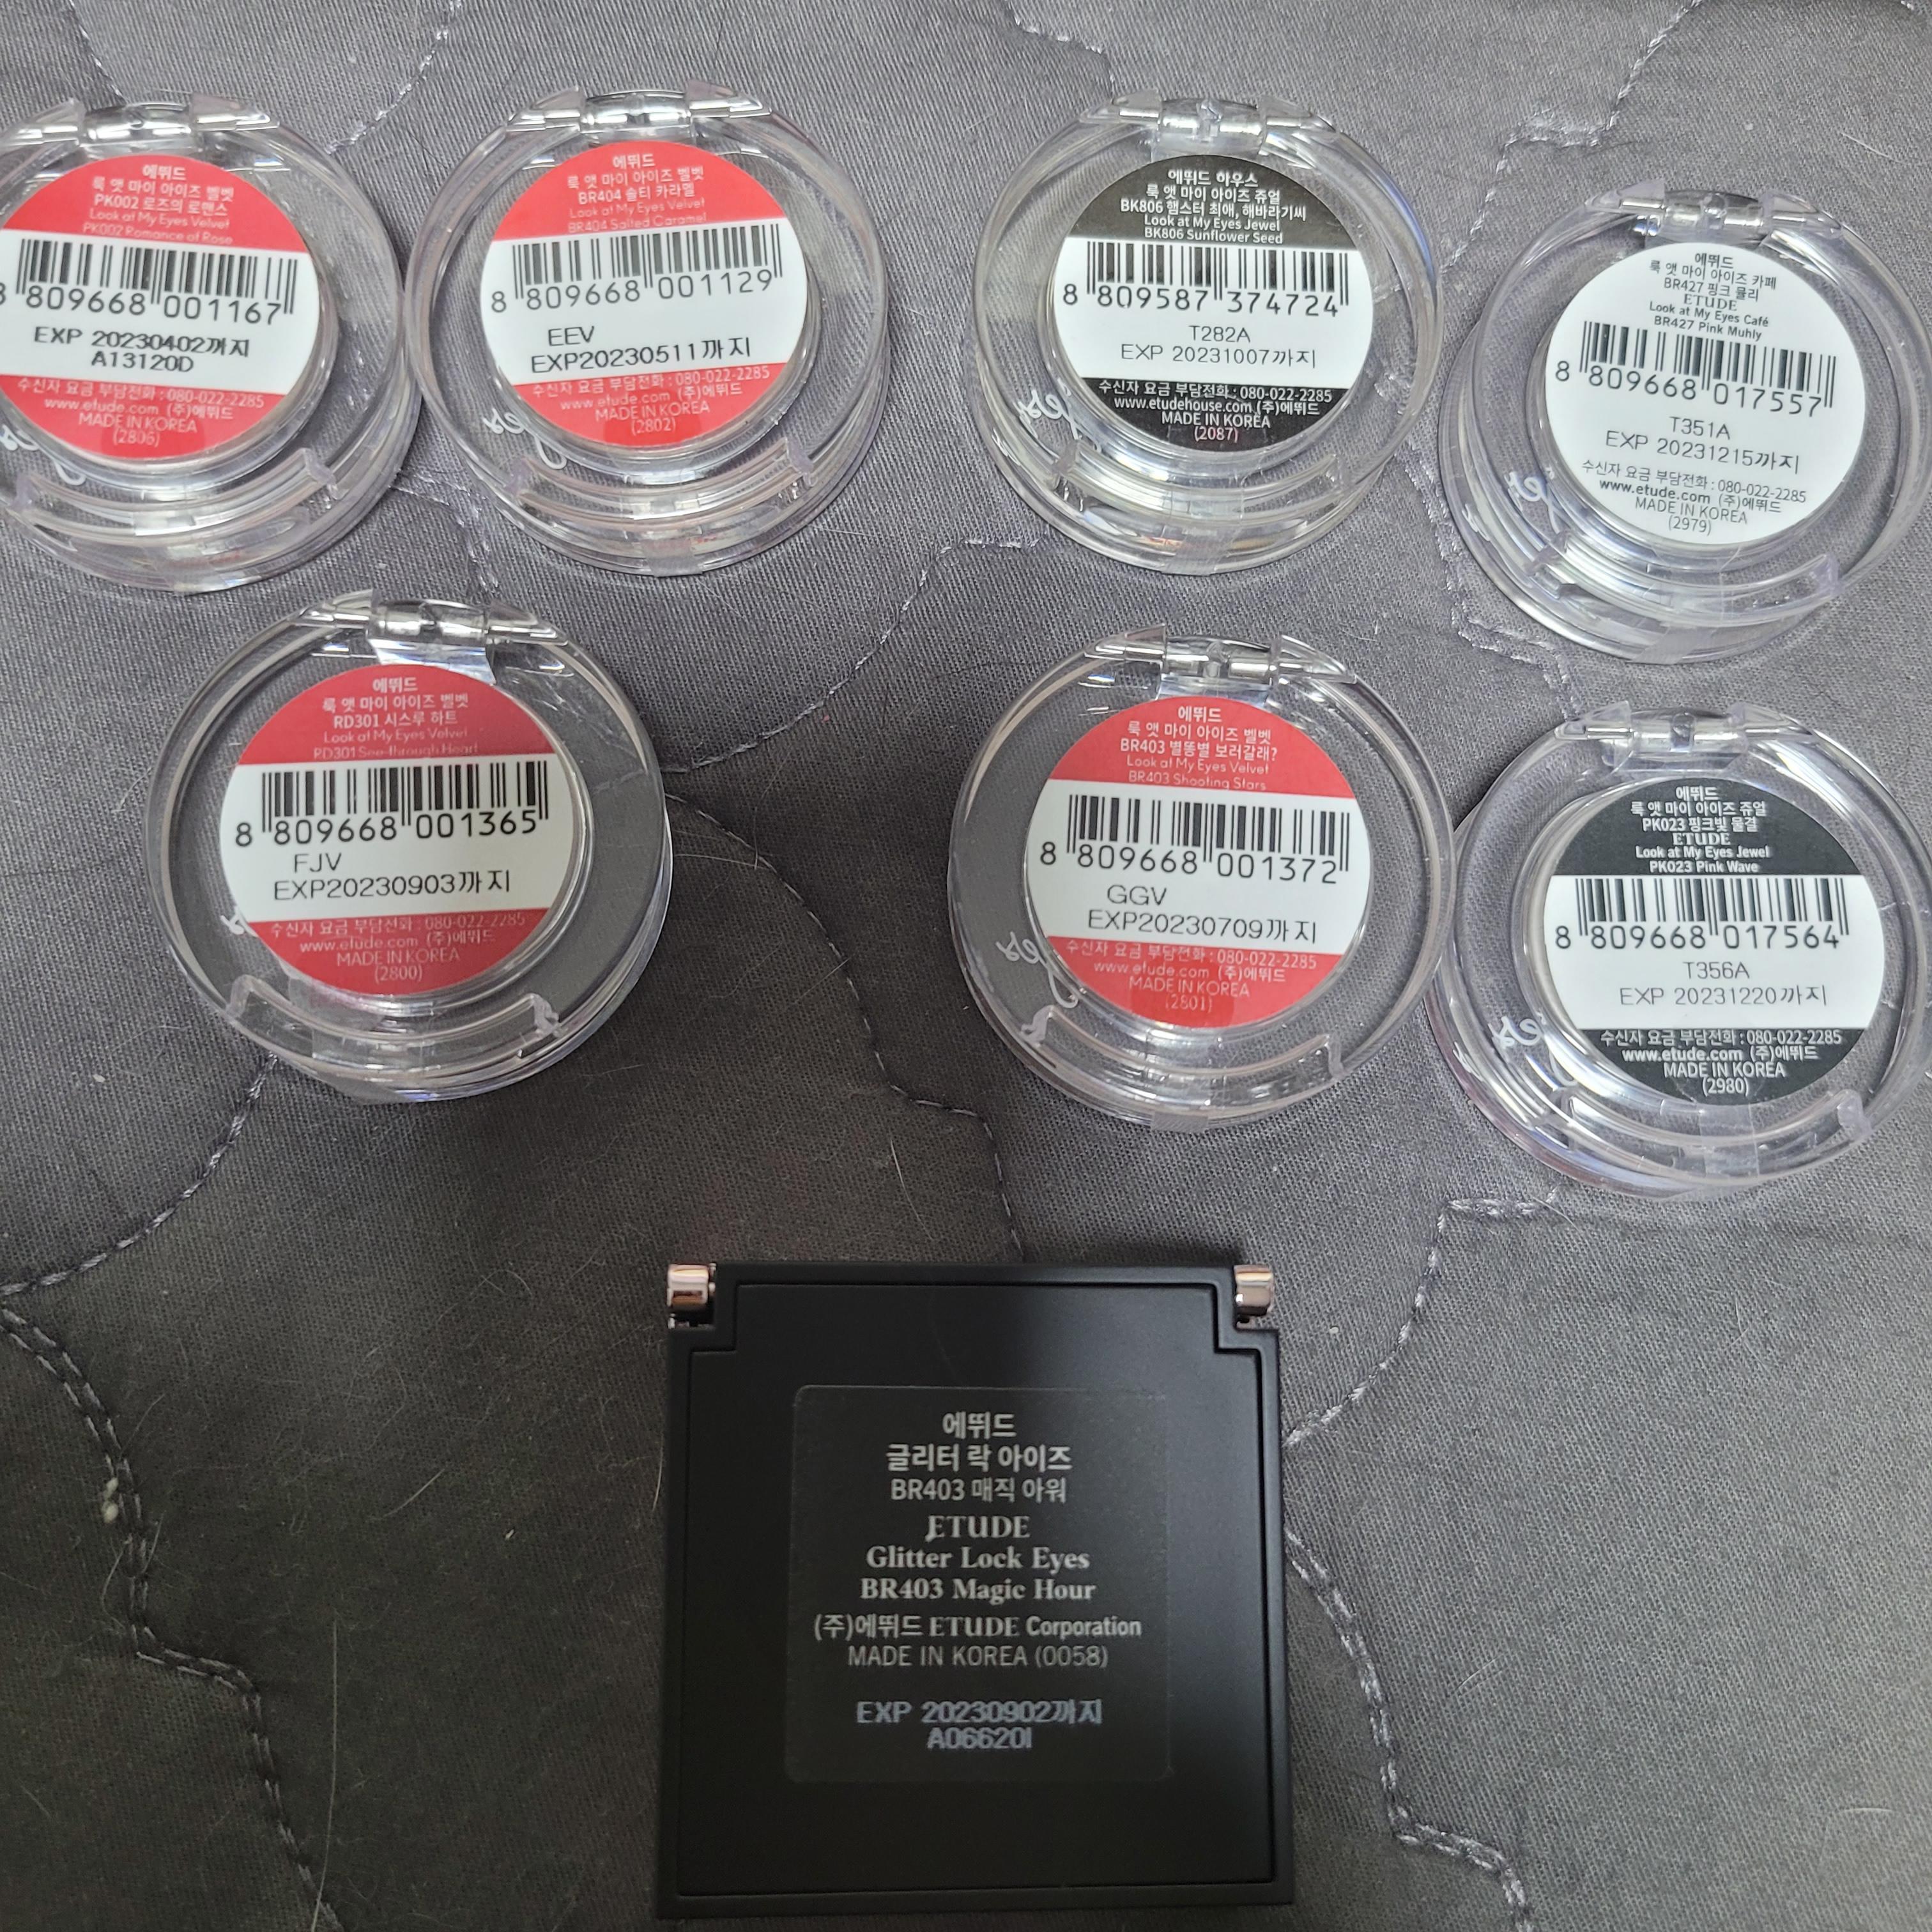 에뛰드
룩 앳 마이 아이즈 벨벳
PK002 로즈의 로맨스
Look at My Eyes Velvet
PK002 Romance of Rose
8 809668 001167
EXP 20230402까지
A13120D
수신자 요금 부담전화 : 080-022-2285
www.etude.com (주)에뛰드
MADE IN KOREA
(2806)
에뛰드
룩 앳 마이 아이즈 벨벳
BR404 솔티 카라멜
Look at My Eyes Velvet
BR404 Salted Caramel
8 809668 001129
EEV
EXP20230511까지
수신자 요금 부담전화 : 080-022-2285
www.etude.com (주)에뛰드
MADE IN KOREA
(2802)
에뛰드 하우스
룩 앳 마이 아이즈 쥬얼
BK806 햄스터 최애, 해바라기씨
Look at My Eyes Jewel
BK806 Sunflower Seed
8 809587 374724
T282A
EXP 20231007까지
수신자 요금 부담전화 : 080-022-2285
www.etudehouse.com (주)에뛰드
MADE IN KOREA
(2087)
에뛰드
룩 앳 마이 아이즈 카페
BR427 핑크 뮬리
ETUDE
Look at My Eyes Café
BR427 Pink Muhly
8 809668 017557
T351A
EXP 20231215까지
수신자 요금 부담전화 : 080-022-2285
www.etude.com (주)에뛰드
MADE IN KOREA
(2979)
에뛰드
룩 앳 마이 아이즈 벨벳
RD301 시스루 하트
Look at My Eyes Velvet
RD301 See-through Heart
8 809668 001365
FJV
EXP20230903까지
수신자 요금 부담전화 : 080-022-2285
www.etude.com (주)에뛰드
MADE IN KOREA
(2800)
에뛰드
룩 앳 마이 아이즈 벨벳
BR403 별똥별 보러갈래?
Look at My Eyes Velvet
BR403 Shooting Stars
8 809668 001372
GGV
EXP20230709까지
수신자 요금 부담전화 : 080-022-2285
www.etude.com (주)에뛰드
MADE IN KOREA
(2801)
에뛰드
룩 앳 마이 아이즈 쥬얼
PK023 핑크빛 물결
ETUDE
Look at My Eyes Jewel
PK023 Pink Wave
8 809668 017564
T356A
EXP 20231220까지
수신자 요금 부담전화 : 080-022-2285
www.etude.com (주)에뛰드
MADE IN KOREA
(2980)
에뛰드
글리터 락 아이즈
BR403 매직 아워
ETUDE
Glitter Lock Eyes
BR403 Magic Hour
(주)에뛰드 ETUDE Corporation
MADE IN KOREA (0058)
EXP 20230902까지
A06620I